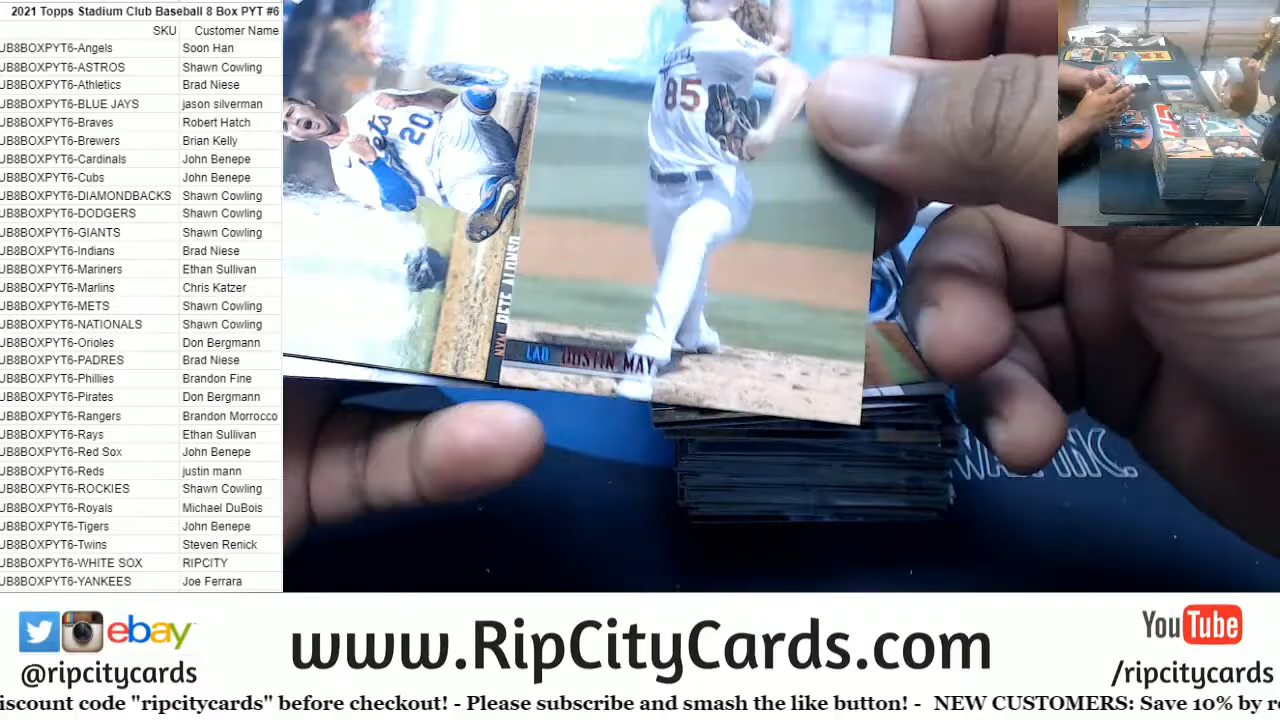 2021 Topps Stadium Club Baseball 8 Box PYT #6
SKU Customer Name
UB8BOXPYT6-Angels Soon Han
UB8BOXPYT6-ASTROS Shawn Cowling
UB8BOXPYT6-Athletics Brad Niese
UB8BOXPYT6-BLUE JAYS jason silverman
UB8BOXPYT6-Braves Robert Hatch
UB8BOXPYT6-Brewers Brian Kelly
UB8BOXPYT6-Cardinals John Benepe
UB8BOXPYT6-Cubs John Benepe
UB8BOXPYT6-DIAMONDBACKS Shawn Cowling
UB8BOXPYT6-DODGERS Shawn Cowling
UB8BOXPYT6-GIANTS Shawn Cowling
UB8BOXPYT6-Indians Brad Niese
UB8BOXPYT6-Mariners Ethan Sullivan
UB8BOXPYT6-Marlins Chris Katzer
UB8BOXPYT6-METS Shawn Cowling
UB8BOXPYT6-NATIONALS Shawn Cowling
UB8BOXPYT6-Orioles Don Bergmann
UB8BOXPYT6-PADRES Brad Niese
UB8BOXPYT6-Phillies Brandon Fine
UB8BOXPYT6-Pirates Don Bergmann
UB8BOXPYT6-Rangers Brandon Morrocco
UB8BOXPYT6-Rays Ethan Sullivan
UB8BOXPYT6-Red Sox John Benepe
UB8BOXPYT6-Reds justin mann
UB8BOXPYT6-ROCKIES Shawn Cowling
UB8BOXPYT6-Royals Michael DuBois
UB8BOXPYT6-Tigers John Benepe
UB8BOXPYT6-Twins Steven Renick
UB8BOXPYT6-WHITE SOX RIPCITY
UB8BOXPYT6-YANKEES Joe Ferrara
85
ets
20
NYM PETE ALONSO
LAD DUSTIN MAY
INC.
ebay
@ripcitycards
www.RipCityCards.com
YouTube
/ripcitycards
iscount code "ripcitycards" before checkout! - Please subscribe and smash the like button! - NEW CUSTOMERS: Save 10% by re